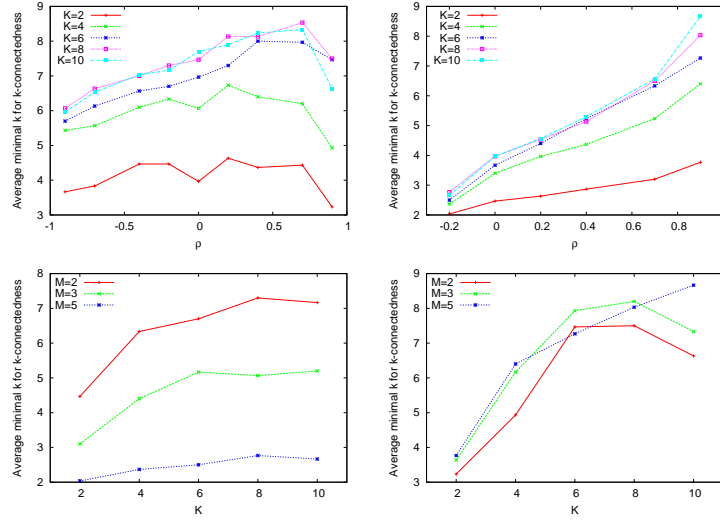 Average minimal k for k-connectedness
9
8
7
6
5
4
3
-1
-0.5
0
0.5
1
ρ
K=2
K=4
K=6
K=8
K=10
Average minimal k for k-connectedness
9
8
7
6
5
4
3
2
-0.2
0
0.2
0.4
0.6
0.8
ρ
K=2
K=4
K=6
K=8
K=10
Average minimal k for k-connectedness
8
7
6
5
4
3
2
2
4
6
8
10
K
M=2
M=3
M=5
Average minimal k for k-connectedness
9
8
7
6
5
4
3
2
4
6
8
10
K
M=2
M=3
M=5